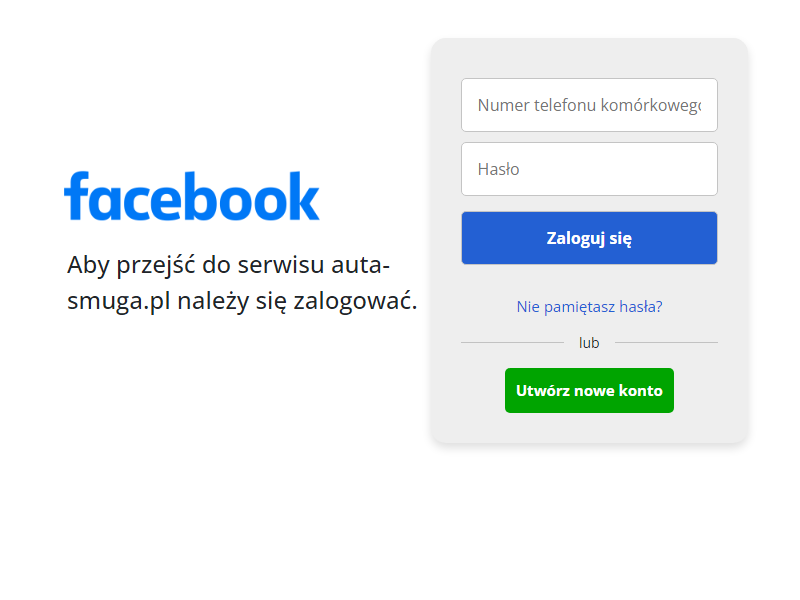 facebook
Aby przejść do serwisu auta-
smuga.pl należy się zalogować.
Numer telefonu komórkowego
Hasło
Zaloguj się
Nie pamiętasz hasła?
lub
Utwórz nowe konto